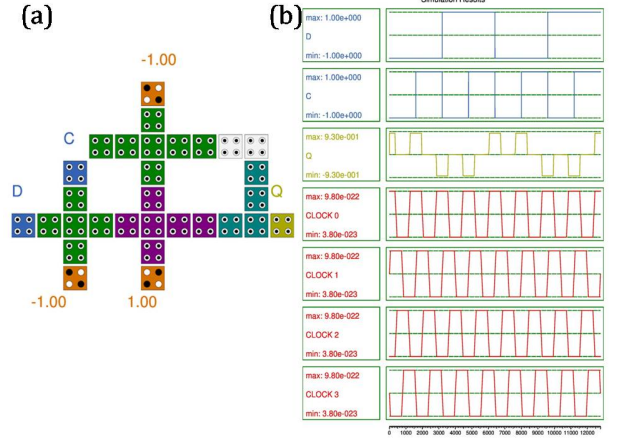 (a)
(b)
Simulation Results
-1.00
C
D
Q
-1.00
1.00
max: 1.00e+000
D
min: -1.00e+000
max: 1.00e+000
C
min: -1.00e+000
max: 9.30e-001
Q
min: -9.30e-001
max: 9.80e-022
CLOCK 0
min: 3.80e-023
max: 9.80e-022
CLOCK 1
min: 3.80e-023
max: 9.80e-022
CLOCK 2
min: 3.80e-023
max: 9.80e-022
CLOCK 3
min: 3.80e-023
0 1000 2000 3000 4000 5000 6000 7000 8000 9000 10000 11000 12000